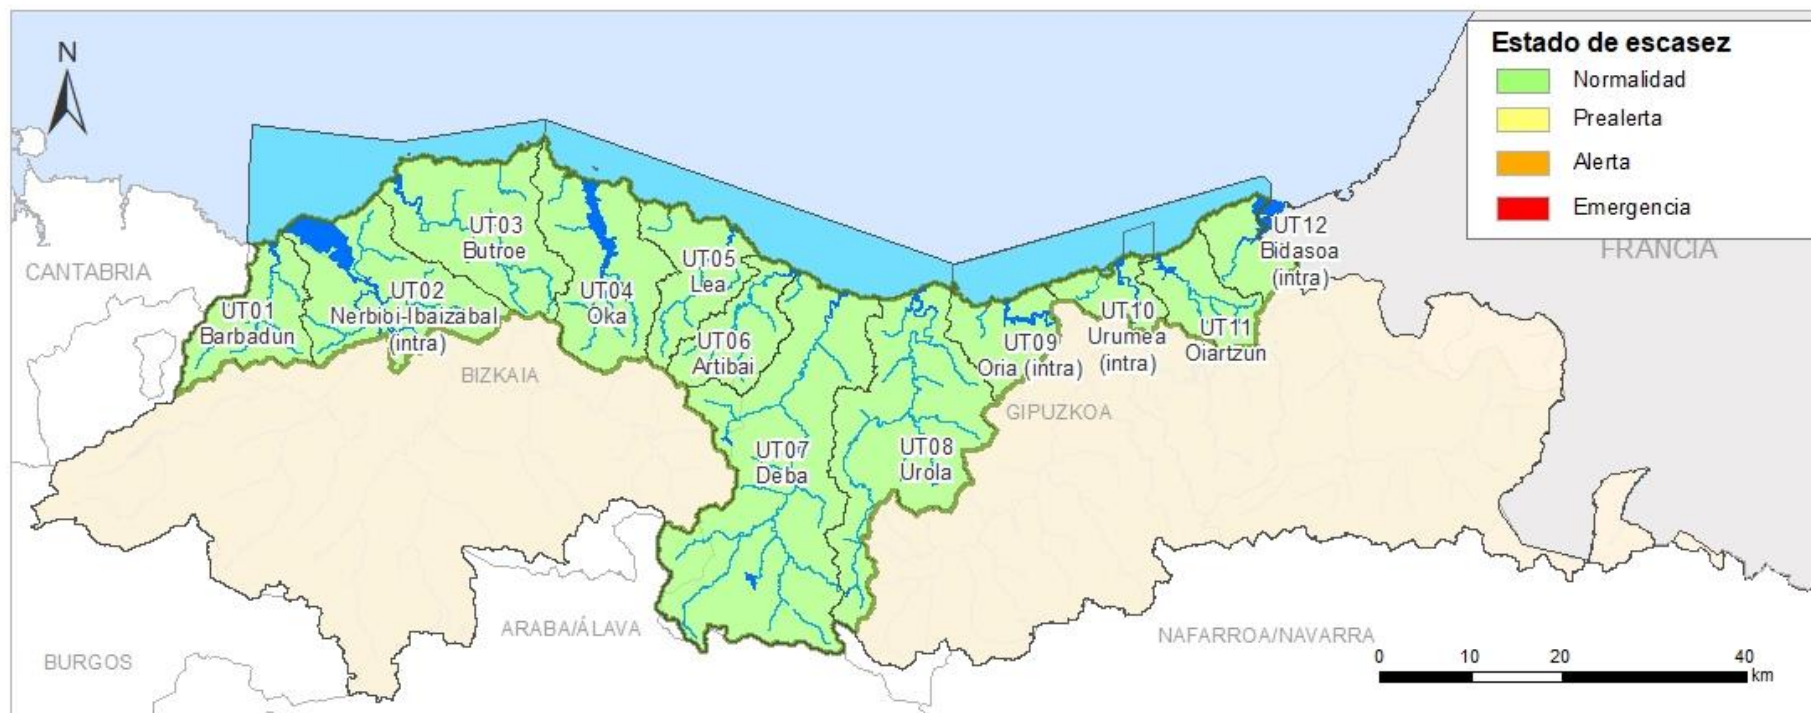 N
Estado de escasez
Normalidad
Prealerta
Alerta
Emergencia
FRANCIA
CANTABRIA
UT01
Barbadun
UT02
Nerbioi-Ibaizabal
(intra)
UT03
Butroe
UT04
Oka
UT05
Lea
UT06
Artibai
UT07
Deba
UT08
Urola
UT09
Oria (intra)
UT10
Urumea
(intra)
UT11
Oiartzun
UT12
Bidasoa
(intra)
BIZKAIA
GIPUZKOA
ARABA/ÁLAVA
NAFARROA/NAVARRA
BURGOS
0 10 20 40
km